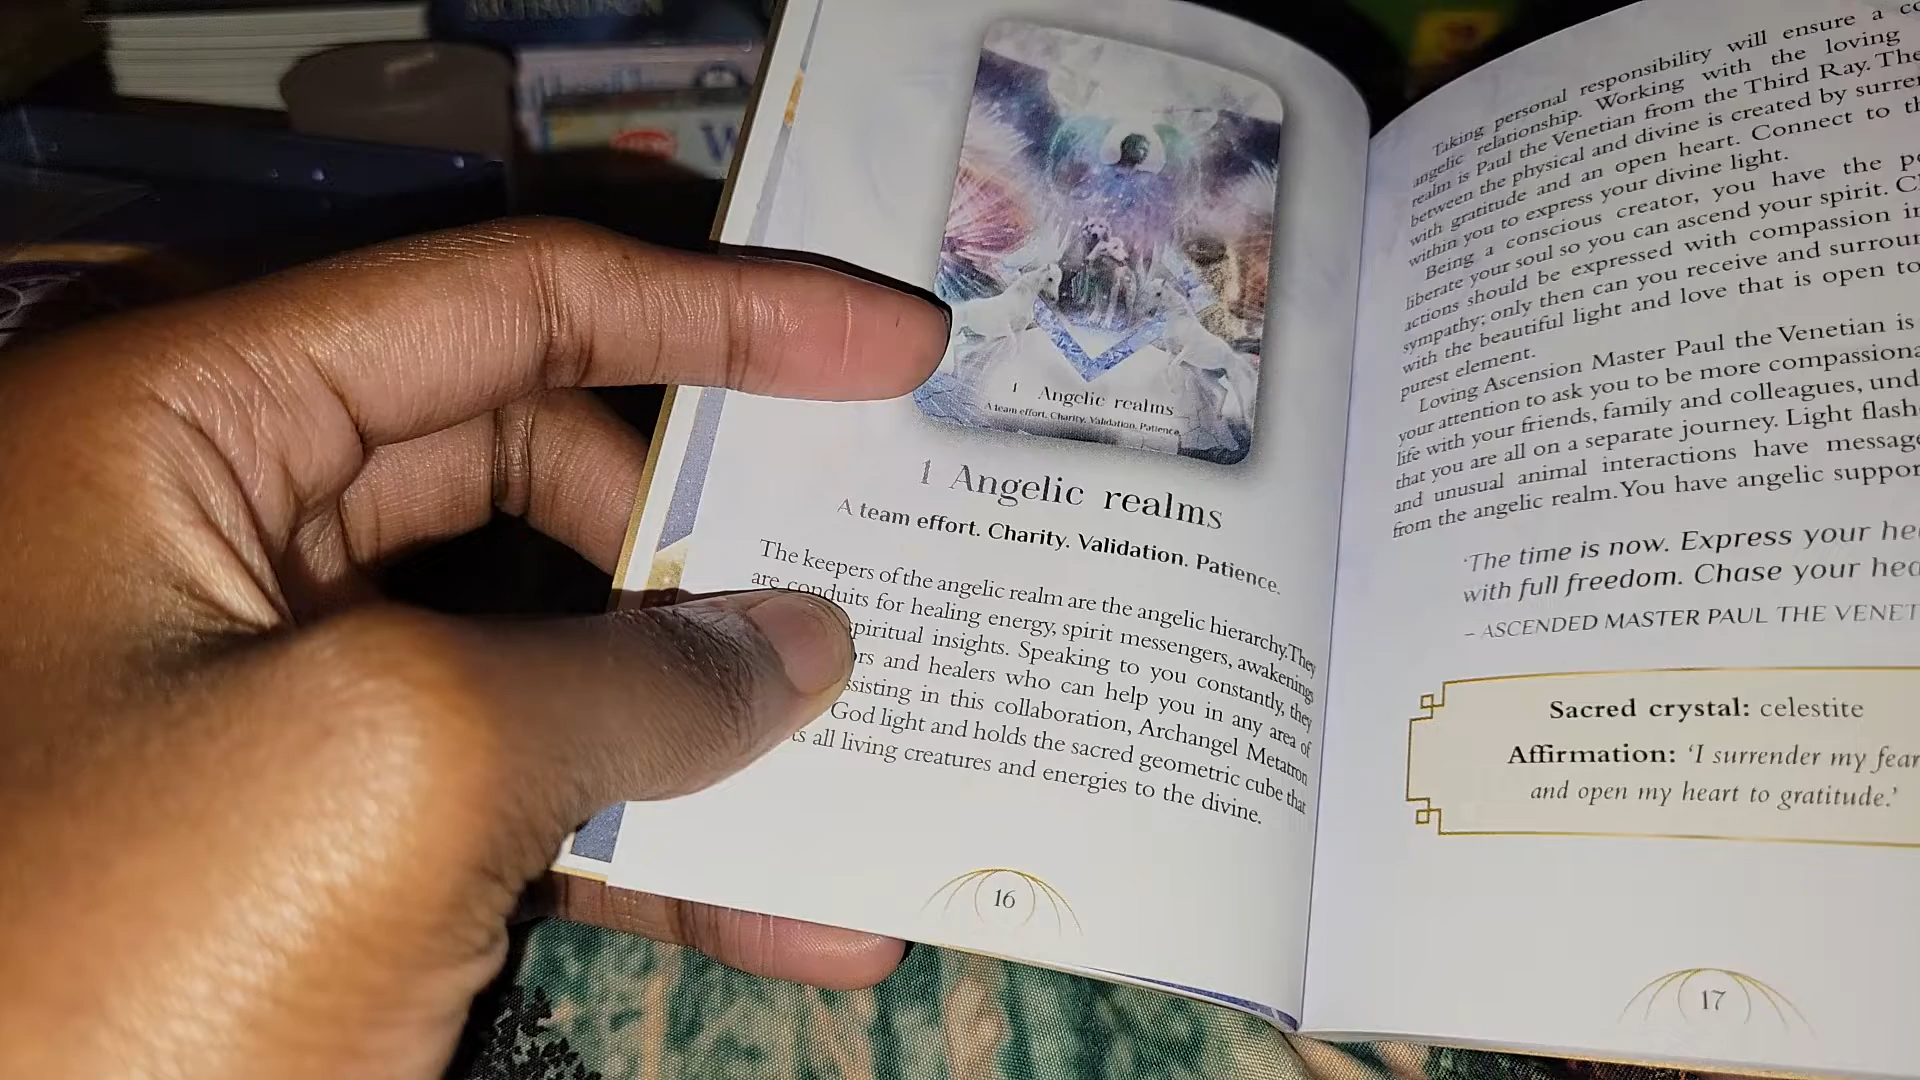 1 Angelic realms
A team effort. Charity. Validation. Patience.
1 Angelic realms
A team effort. Charity. Validation. Patience.
The keepers of the angelic realm are the angelic hierarchy. They
are conduits for healing energy, spirit messengers, awakenings
spiritual insights. Speaking to you constantly, they
and healers who can help you in any area of
in this collaboration, Archangel Metatron
God light and holds the sacred geometric cube that
all living creatures and energies to the divine.
16
Taking personal responsibility will ensure a
angelic relationship. Working with the loving
realm is Paul the Venetian from the Third Ray. The
between the physical and divine is created by
with gratitude and an open heart. Connect to
within you to express your divine light.
Being a conscious creator, you have the
liberate your soul so you can ascend your spirit.
actions should be expressed with compassion
sympathy; only then can you receive and
with the beautiful light and love that is open to
purest element.
Loving Ascension Master Paul the Venetian is
your attention to ask you to be more
life with your friends, family and colleagues,
that you are all on a separate journey. Light
and unusual animal interactions have
from the angelic realm. You have angelic
'The time is now. Express your
with full freedom. Chase your
– ASCENDED MASTER PAUL THE
Sacred crystal: celestite
Affirmation: 'I surrender my
and open my heart to gratitude.'
17